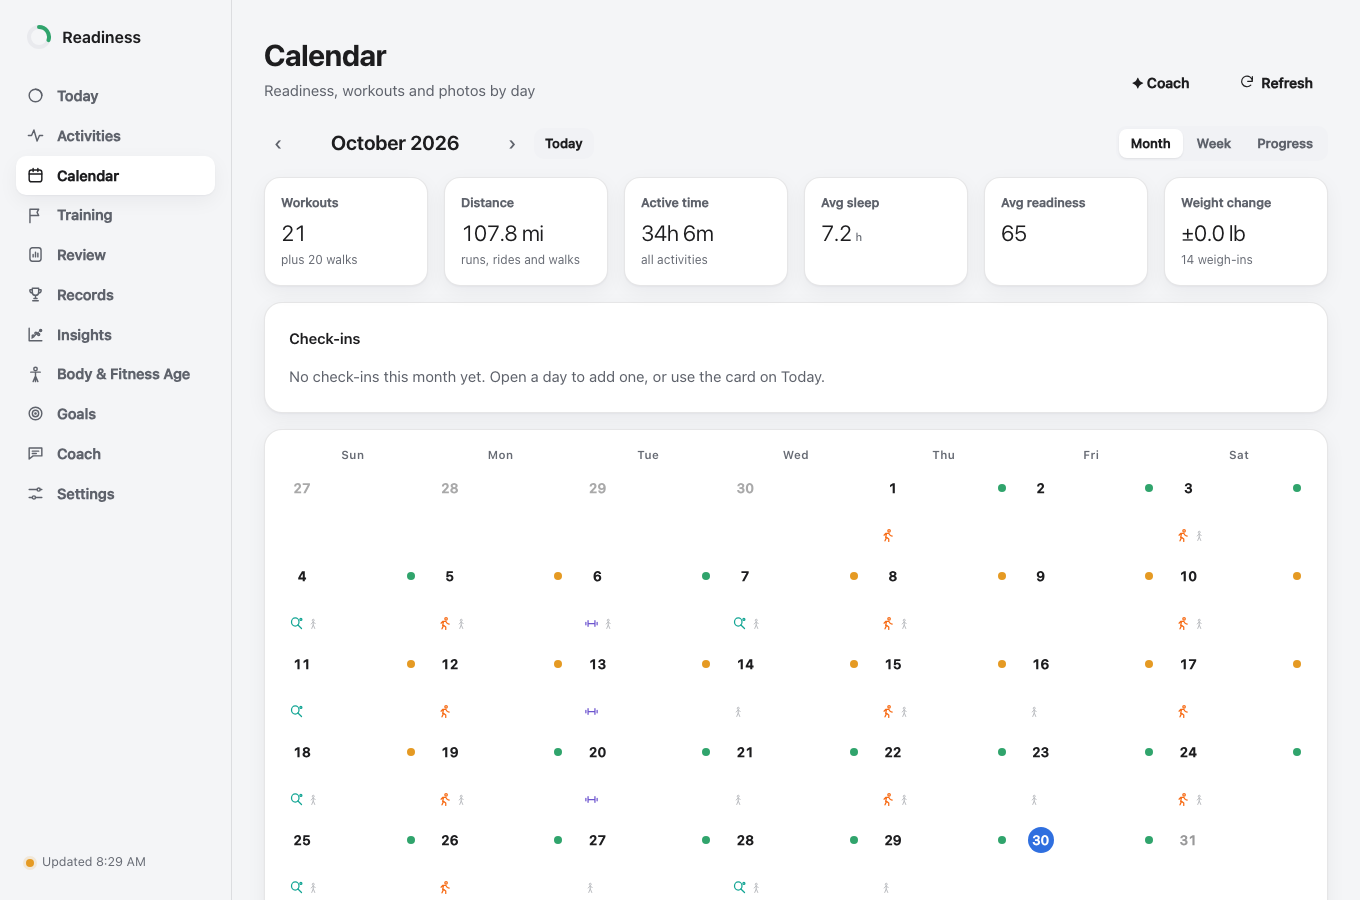 Readiness
Today
Activities
Calendar
Training
Review
Records
Insights
Body & Fitness Age
Goals
Coach
Settings
Updated 8:29 AM
Calendar
Readiness, workouts and photos by day
Coach Refresh
October 2026 Today
Month Week Progress
Workouts
21
plus 20 walks
Distance
107.8 mi
runs, rides and walks
Active time
34h 6m
all activities
Avg sleep
7.2 h
Avg readiness
65
Weight change
±0.0 lb
14 weigh-ins
Check-ins
No check-ins this month yet. Open a day to add one, or use the card on Today.
Sun Mon Tue Wed Thu Fri Sat
27 28 29 30 1 2 3
4 5 6 7 8 9 10
11 12 13 14 15 16 17
18 19 20 21 22 23 24
25 26 27 28 29 30 31